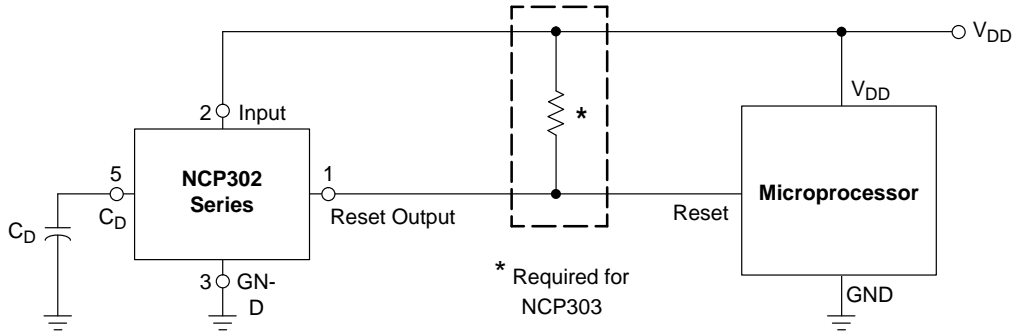 V_DD
V_DD
2
Input
*
5
NCP302
Series
1
Microprocessor
C_D
C_D
Reset Output
Reset
3
GN-
D
* Required for
NCP303
GND